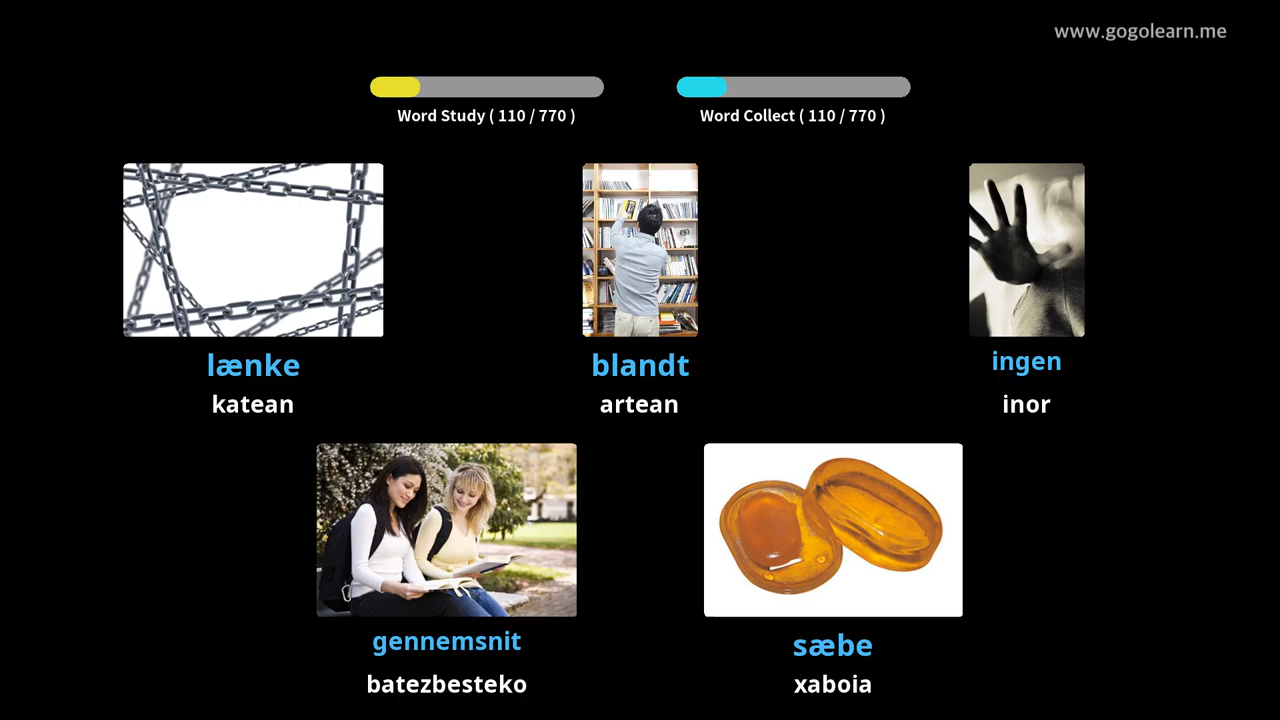 www.gogolearn.me
Word Study ( 110 / 770 )
Word Collect ( 110 / 770 )
lænke
katean
blandt
artean
ingen
inor
gennemsnit
batezbesteko
sæbe
xaboia